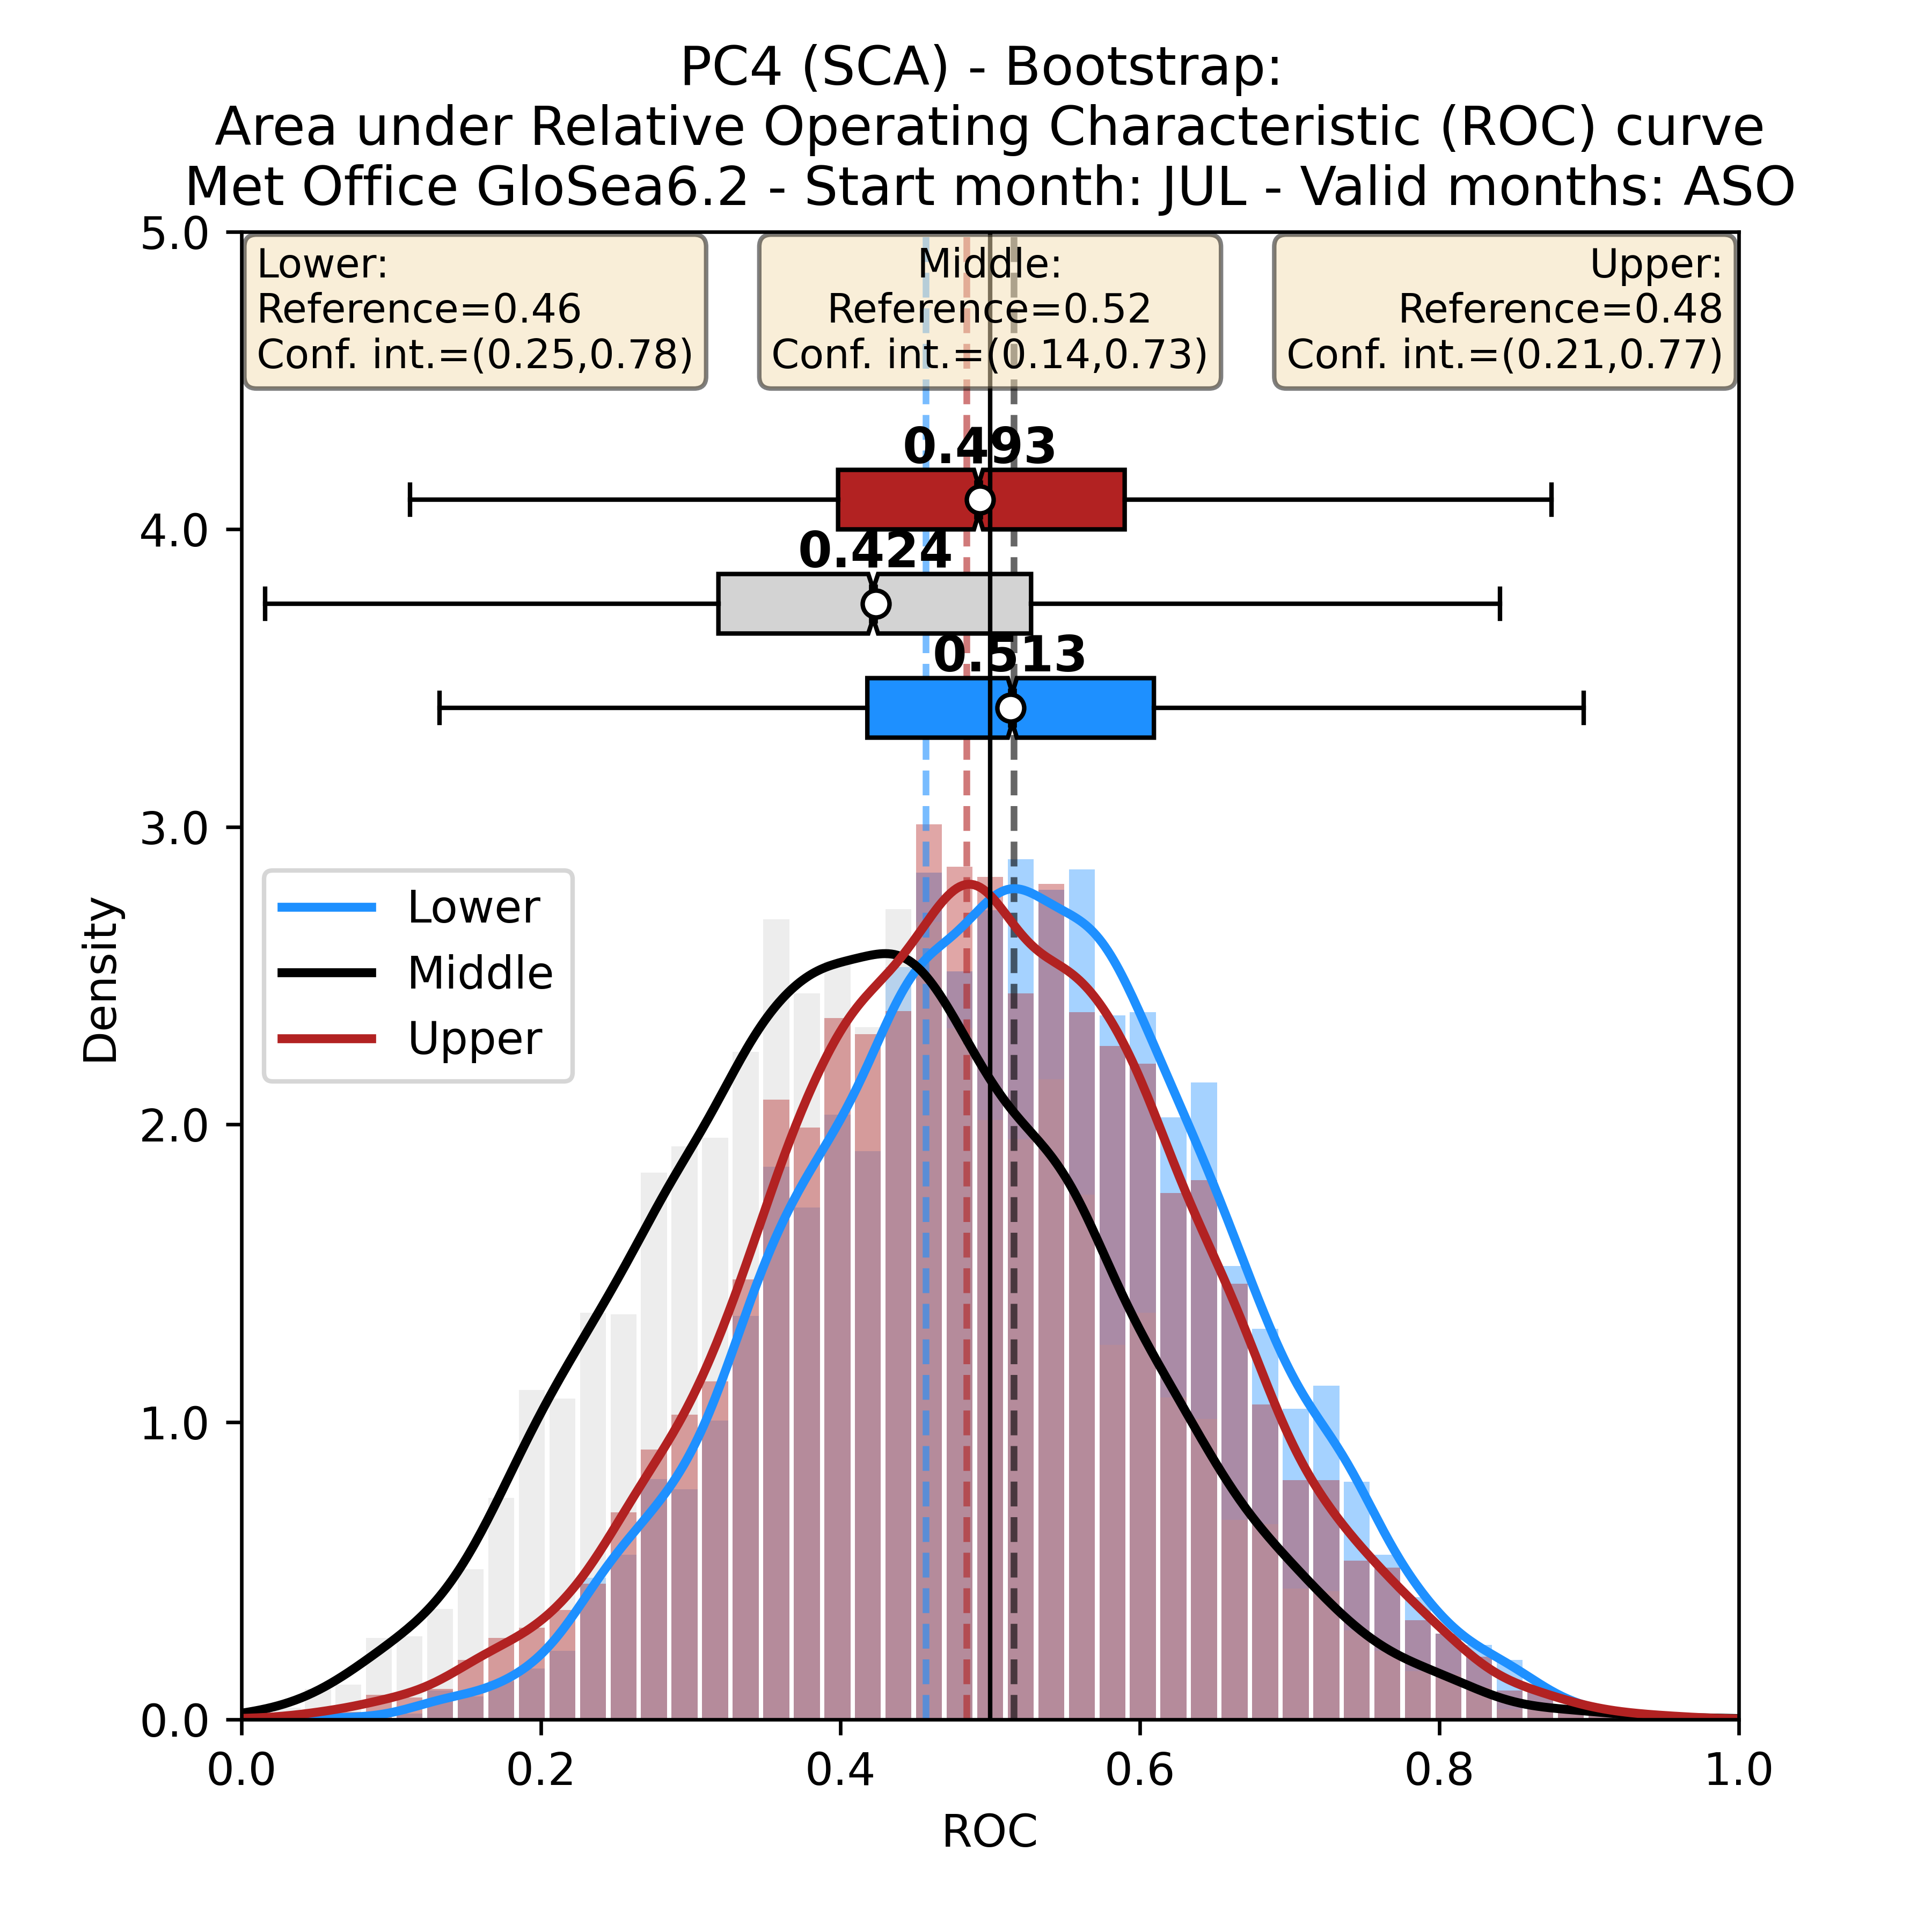 PC4 (SCA) - Bootstrap:
Area under Relative Operating Characteristic (ROC) curve
Met Office GloSea6.2 - Start month: JUL - Valid months: ASO
Lower:
Reference=0.46
Conf. int.=(0.25,0.78)
Middle:
Reference=0.52
Conf. int.=(0.14,0.73)
Upper:
Reference=0.48
Conf. int.=(0.21,0.77)
0.493
0.424
0.513
Lower
Middle
Upper
Density
5.0
4.0
3.0
2.0
1.0
0.0
0.0 0.2 0.4 0.6 0.8 1.0
ROC